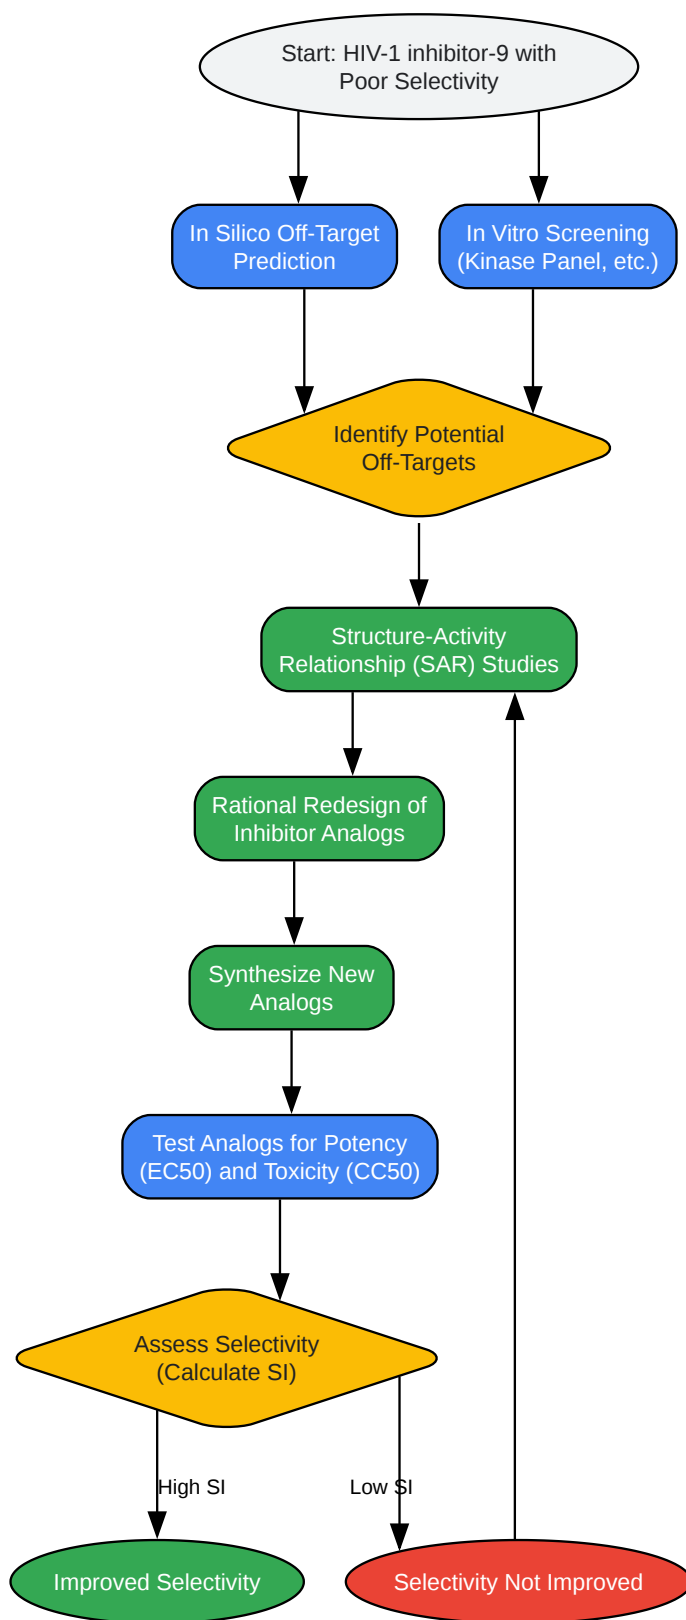 Start: HIV-1 inhibitor-9 with
Poor Selectivity
In Silico Off-Target
Prediction
In Vitro Screening
(Kinase Panel, etc.)
Identify Potential
Off-Targets
Structure-Activity
Relationship (SAR) Studies
Rational Redesign of
Inhibitor Analogs
Synthesize New
Analogs
Test Analogs for Potency
(EC50) and Toxicity (CC50)
Assess Selectivity
(Calculate SI)
High SI
Low SI
Improved Selectivity
Selectivity Not Improved